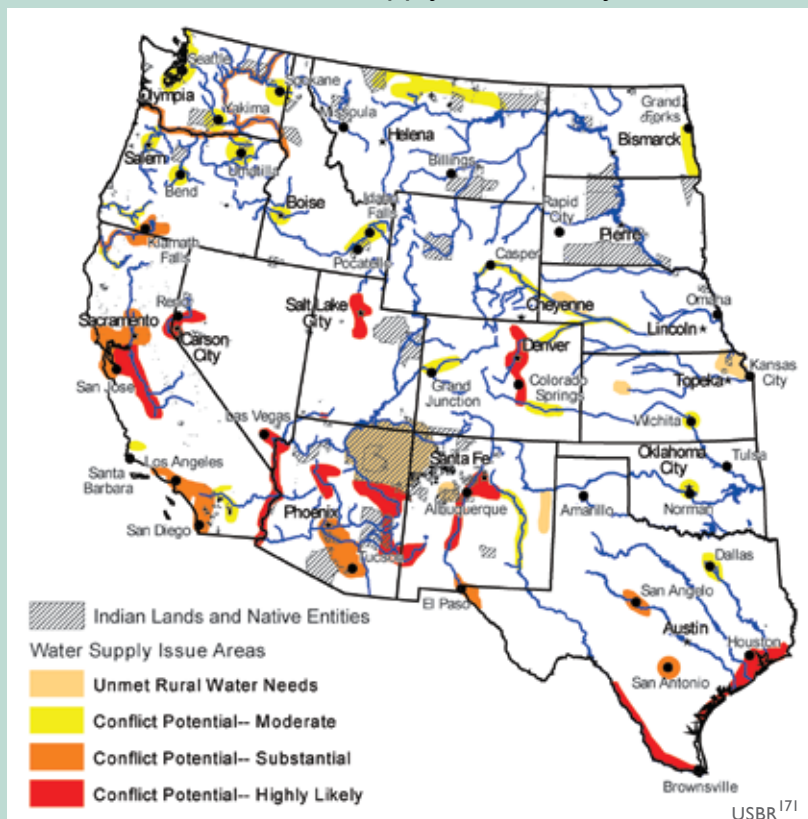 Seattle
Spokane
Olympia
Yakima
Missoula
Helena
Grand
Forks
Bismarck
Salem
Umatilla
Bend
Billings
Boise
Idaho
Falls
Rapid
City
Pierre
Klamath
Falls
Pocatello
Casper
Reno
Salt Lake
City
Cheyenne
Omaha
Lincoln
Sacramento
Carson
City
Denver
Kansas
City
San Jose
Grand
Junction
Colorado
Springs
Topeka
Las Vegas
Wichita
Santa Fe
Oklahoma
City
Tulsa
Santa
Barbara
Los Angeles
Phoenix
Albuquerque
Amarillo
Norman
San Diego
Tucson
Dallas
El Paso
San Angelo
Austin
Houston
San Antonio
Brownsville
Indian Lands and Native Entities
Water Supply Issue Areas
Unmet Rural Water Needs
Conflict Potential-- Moderate
Conflict Potential-- Substantial
Conflict Potential-- Highly Likely
USBR171